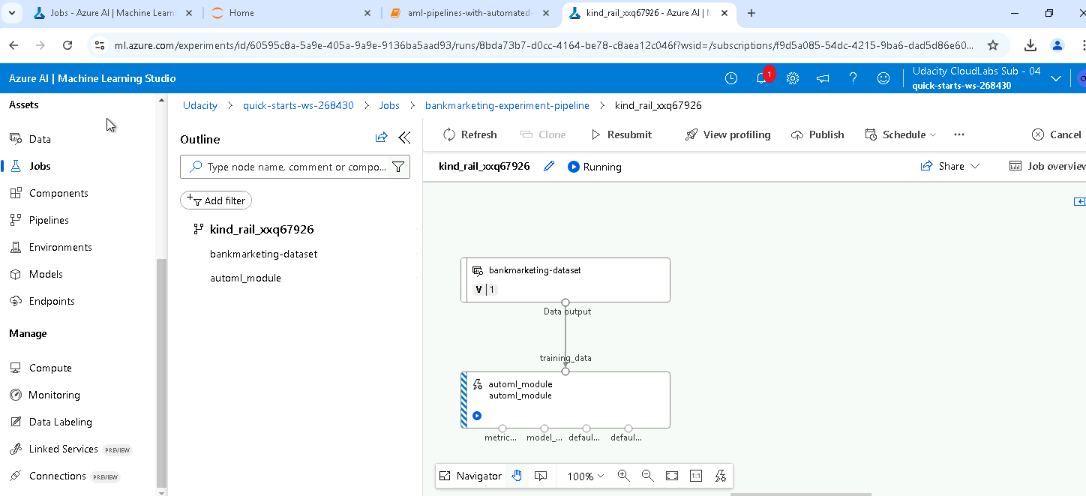 Jobs - Azure AI | Machine Learn
Home
aml-pipelines-with-automated-
kind_rail_xxq67926 - Azure AI | M
ml.azure.com/experiments/id/60595c8a-5a9e-405a-9a9e-9136ba5aad93/runs/8bda73b7-d0cc-4164-be78-c8aea12c046f?wsid=/subscriptions/f9d5a085-54dc-4215-9ba6-dad5d86e60...
Azure AI | Machine Learning Studio
1
Udacity CloudLabs Sub - 04
quick-starts-ws-268430
Assets
Data
Jobs
Components
Pipelines
Environments
Models
Endpoints
Manage
Compute
Monitoring
Data Labeling
Linked Services PREVIEW
Connections PREVIEW
Udacity > quick-starts-ws-268430 > Jobs > bankmarketing-experiment-pipeline > kind_rail_xxq67926
Outline
Type node name, comment or compo...
Add filter
kind_rail_xxq67926
bankmarketing-dataset
automl_module
Refresh Clone Resubmit View profiling Publish Schedule ... Cancel
kind_rail_xxq67926 Running Share Job overview
bankmarketing-dataset
V | 1
Data output
training_data
automl_module
automl_module
metric... model_... defaul... defaul...
Navigator 100% 1:1